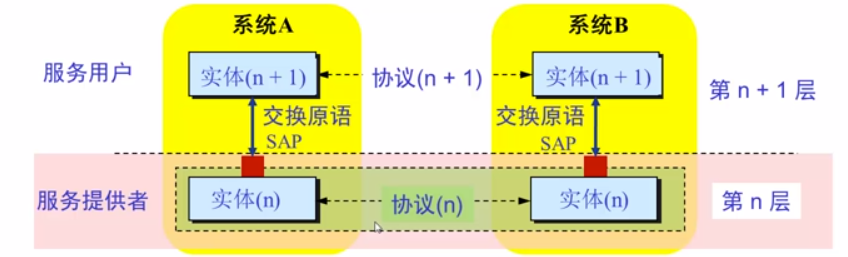 系统A
系统B
服务用户
实体(n + 1)
协议(n + 1)
实体(n + 1)
第 n + 1 层
交换原语
SAP
交换原语
SAP
服务提供者
实体(n)
协议(n)
实体(n)
第 n 层